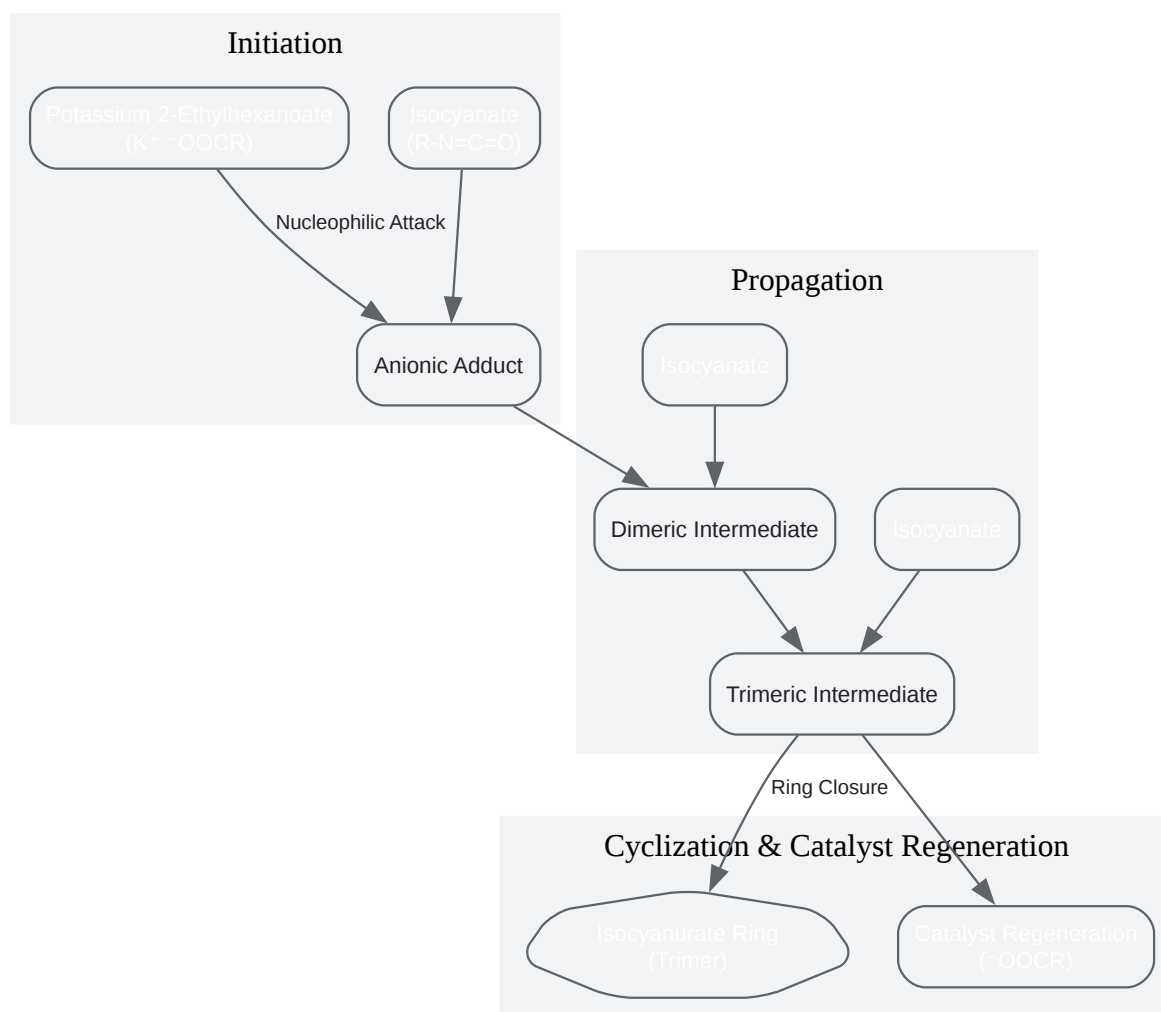 Initiation
Potassium 2-Ethylhexanoate
(K⁺ ⁻OOCR)
Isocyanate
(R-N=C=O)
Nucleophilic Attack
Anionic Adduct
Propagation
Isocyanate
Dimeric Intermediate
Isocyanate
Trimeric Intermediate
Ring Closure
Cyclization & Catalyst Regeneration
Isocyanurate Ring
(Trimer)
Catalyst Regeneration
(⁻OOCR)